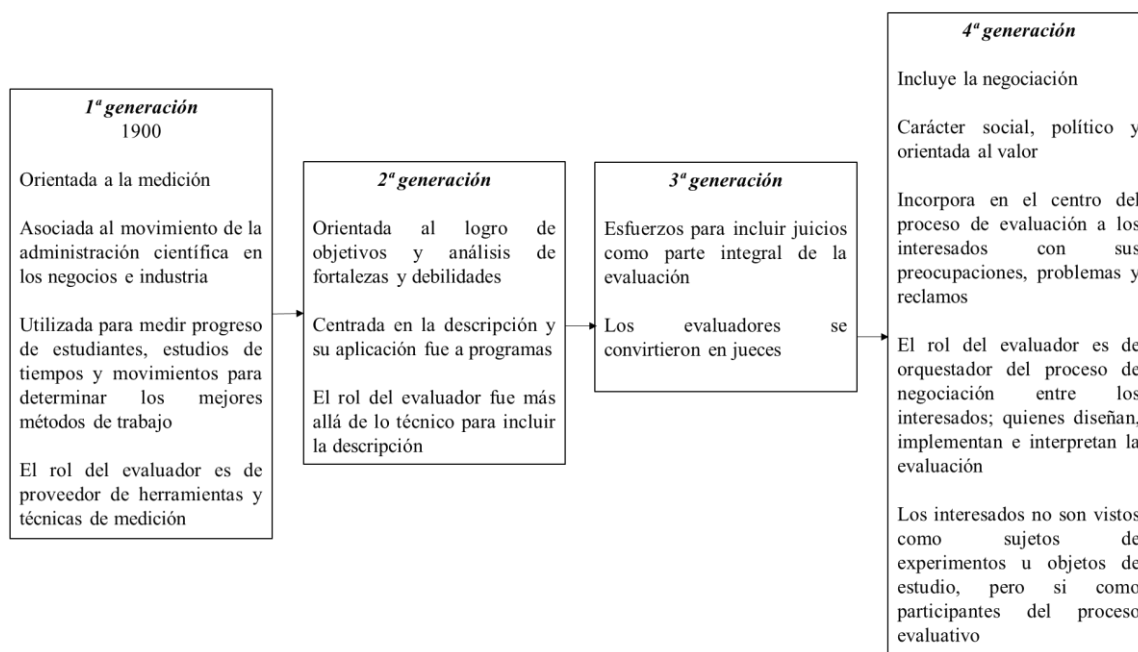 1ª generación
1900
Orientada a la medición
Asociada al movimiento de la
administración científica en
los negocios e industria
Utilizada para medir progreso
de estudiantes, estudios de
tiempos y movimientos para
determinar los mejores
métodos de trabajo
El rol del evaluador es de
proveedor de herramientas y
técnicas de medición
2ª generación
Orientada al logro de
objetivos y análisis de
fortalezas y debilidades
Centrada en la descripción y
su aplicación fue a programas
El rol del evaluador fue más
allá de lo técnico para incluir
la descripción
3ª generación
Esfuerzos para incluir juicios
como parte integral de la
evaluación
Los evaluadores se
convirtieron en jueces
4ª generación
Incluye la negociación
Carácter social, político y
orientada al valor
Incorpora en el centro del
proceso de evaluación a los
interesados con sus
preocupaciones, problemas y
reclamos
El rol del evaluador es de
orquestador del proceso de
negociación entre los
interesados; quienes diseñan,
implementan e interpretan la
evaluación
Los interesados no son vistos
como sujetos de
experimentos u objetos de
estudio, pero si como
participantes del proceso
evaluativo